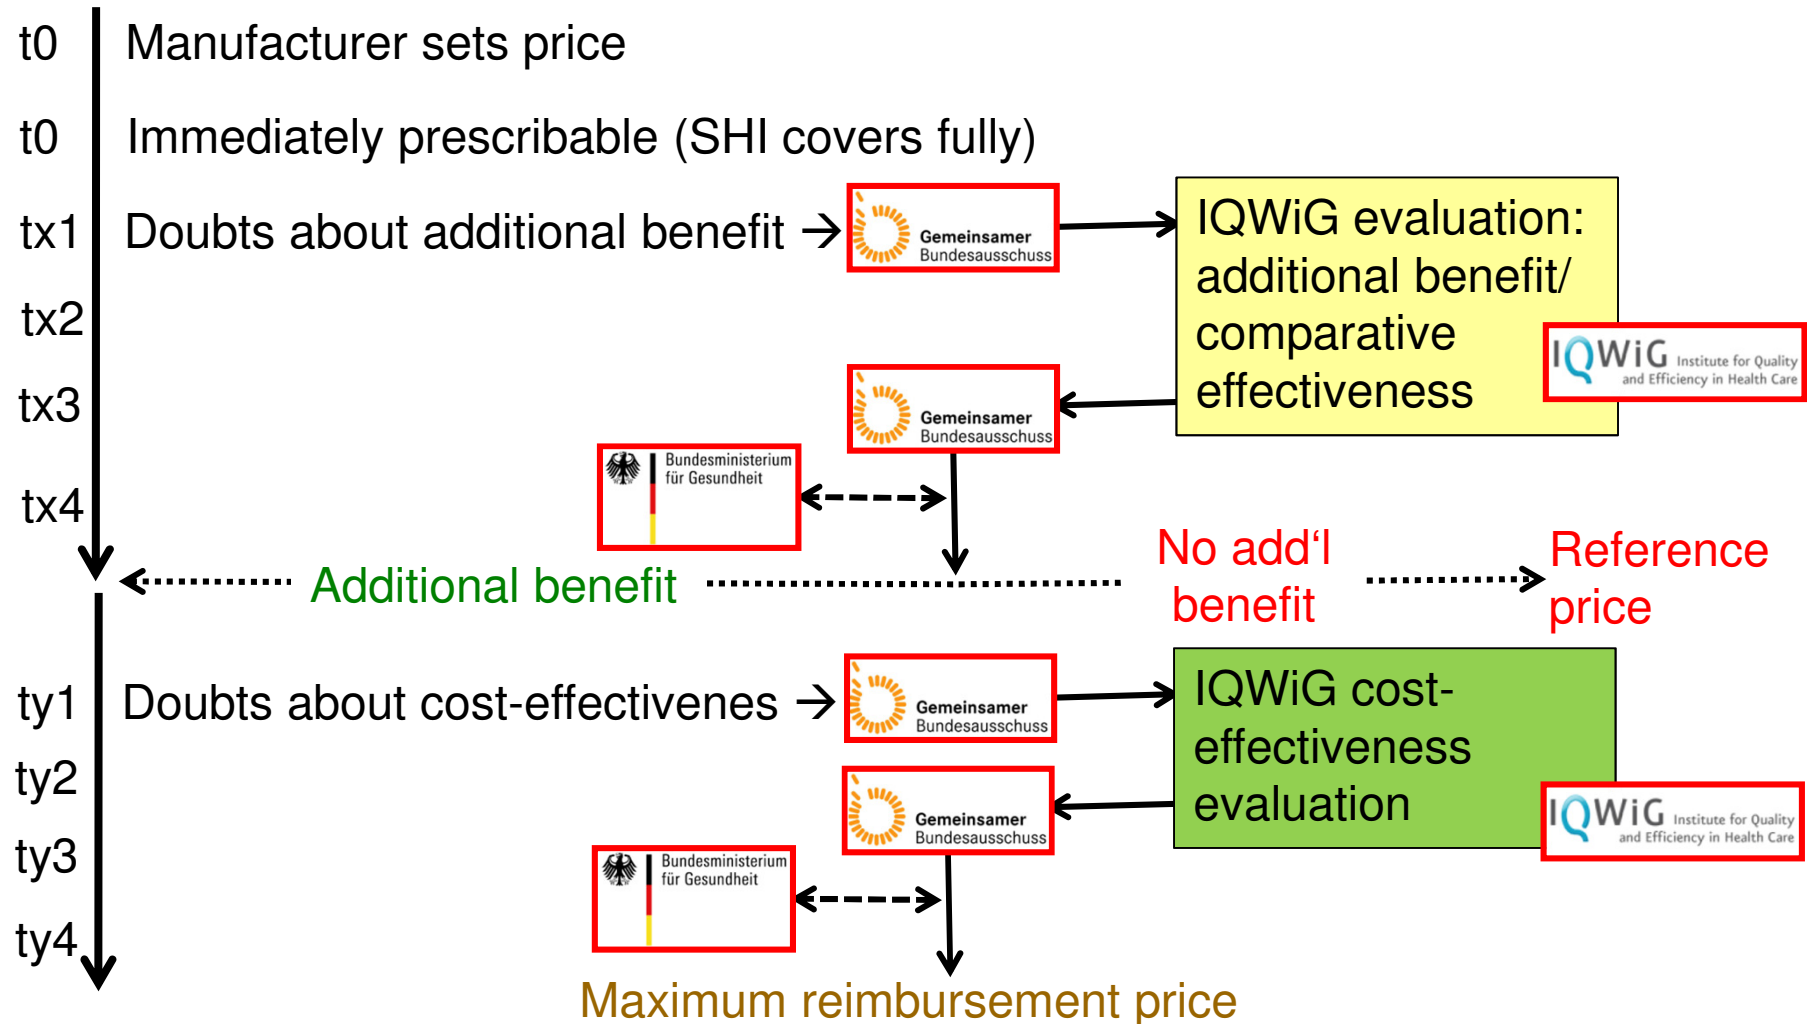 t0 Manufacturer sets price
t0 Immediately prescribable (SHI covers fully)
tx1 Doubts about additional benefit →
Gemeinsamer
Bundesausschuss
IQWiG evaluation:
additional benefit/
comparative
effectiveness
IQWiG Institute for Quality
and Efficiency in Health Care
tx2
tx3
Gemeinsamer
Bundesausschuss
tx4
Bundesministerium
für Gesundheit
Additional benefit
No add‘l
benefit
Reference
price
ty1 Doubts about cost-effectivenes →
Gemeinsamer
Bundesausschuss
IQWiG cost-
effectiveness
evaluation
IQWiG Institute for Quality
and Efficiency in Health Care
ty2
Gemeinsamer
Bundesausschuss
ty3
Bundesministerium
für Gesundheit
ty4
Maximum reimbursement price